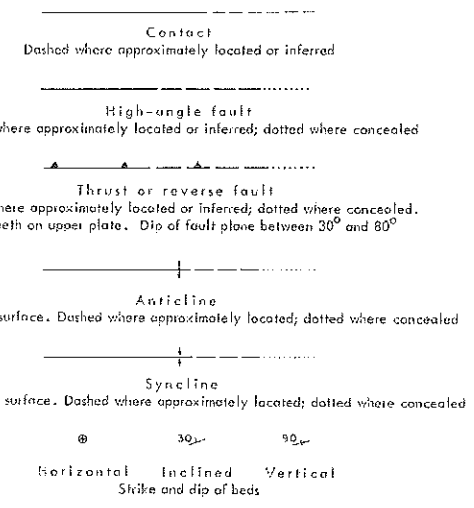 Contact
Dashed where approximately located or inferred
High-angle fault
where approximately located or inferred; dotted where concealed
Thrust or reverse fault
approximately located or inferred; dotted where concealed.
on upper plate. Dip of fault plane between 30° and 80°
Anticline
surface. Dashed where approximately located; dotted where concealed
Syncline
surface. Dashed where approximately located; dotted where concealed
30 90
Horizontal Inclined Vertical
Strike and dip of beds